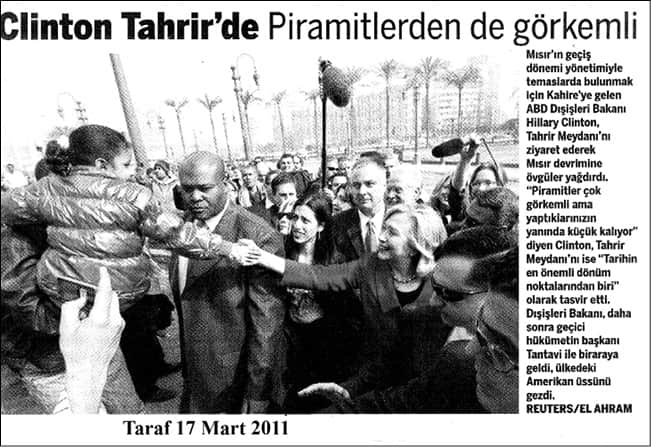 Clinton Tahrir’de Piramitlerden de görkemli
Mısır’ın geçiş
dönemi yönetimiyle
temaslarda bulunmak
için Kahire’ye gelen
ABD Dışişleri Bakanı
Hillary Clinton,
Tahrir Meydanı’nı
ziyaret ederek
Mısır devrimine
övgüler yağdırdı.
“Piramitler çok
görkemli ama
yaptıklarınızın
yanında küçük kalıyor”
diyen Clinton, Tahrir
Meydanı’nı ise “Tarihin
en önemli dönüm
noktalarından biri”
olarak tasvir etti.
Dışişleri Bakanı, daha
sonra geçici
hükümetin başkanı
Tantavi ile biraraya
geldi, ülkedeki
Amerikan üssünü
gezdi.
REUTERS/EL AHRAM
Taraf 17 Mart 2011